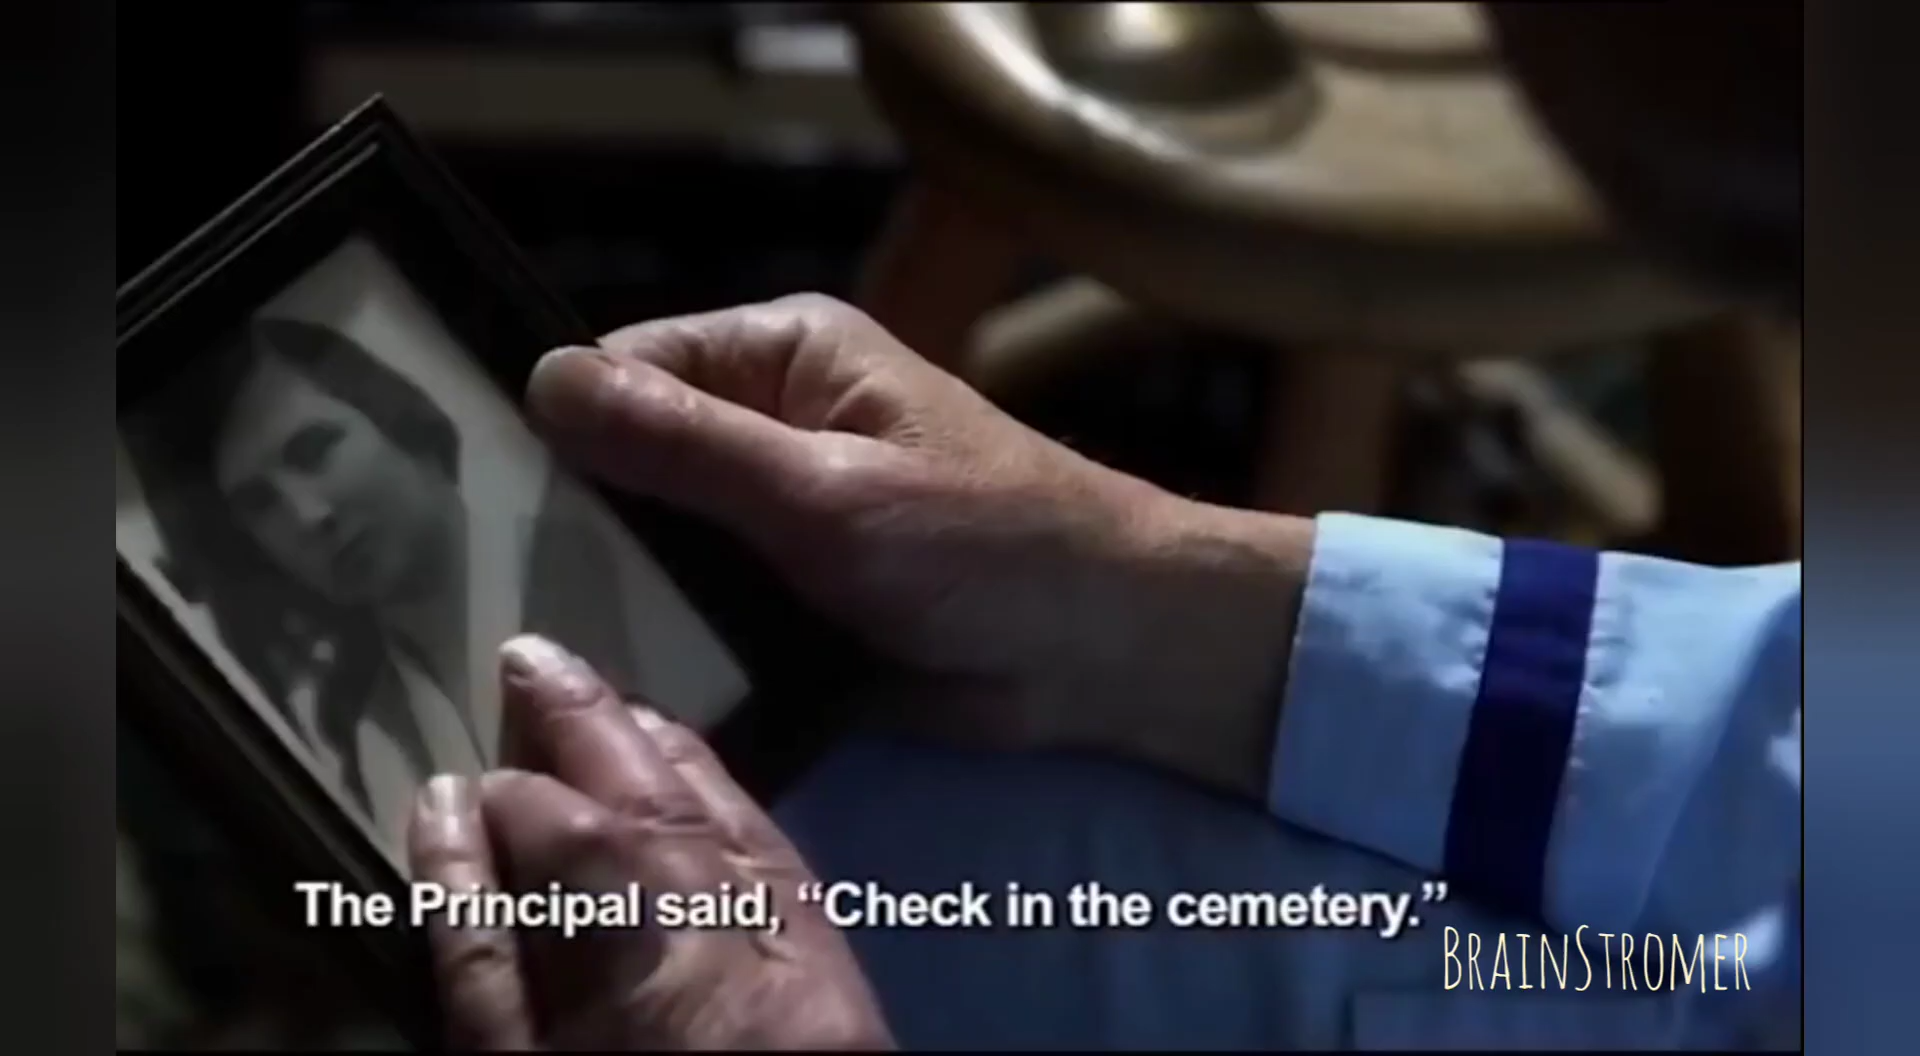 The Principal said, “Check in the cemetery.”
BRAINSTROMER